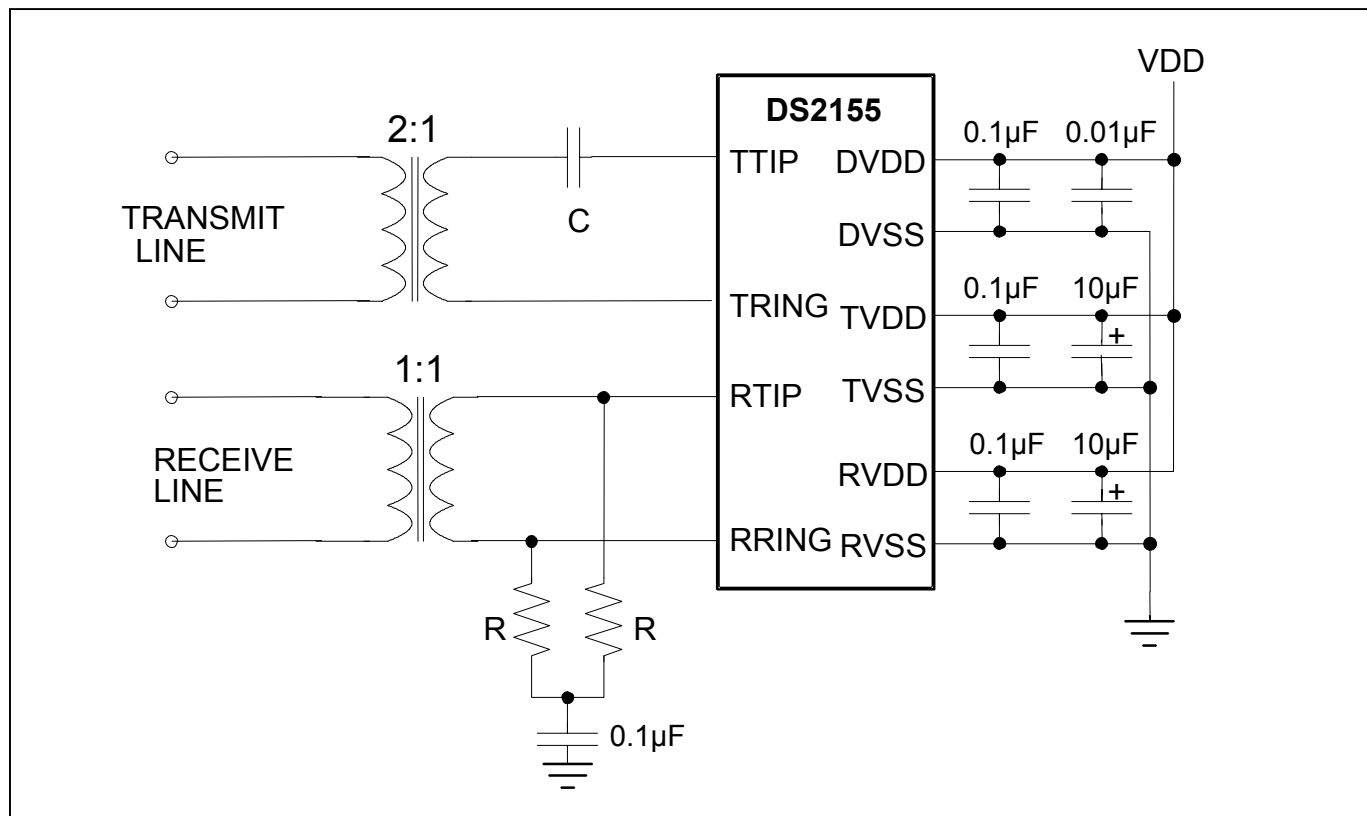 VDD
DS2155
2:1
0.1µF 0.01µF
TTIP DVDD
C
TRANSMIT
LINE
DVSS
0.1µF 10µF
TRING TVDD
+
1:1
RTIP TVSS
0.1µF 10µF
RECEIVE
LINE
RVDD
+
RRING RVSS
R R
0.1µF